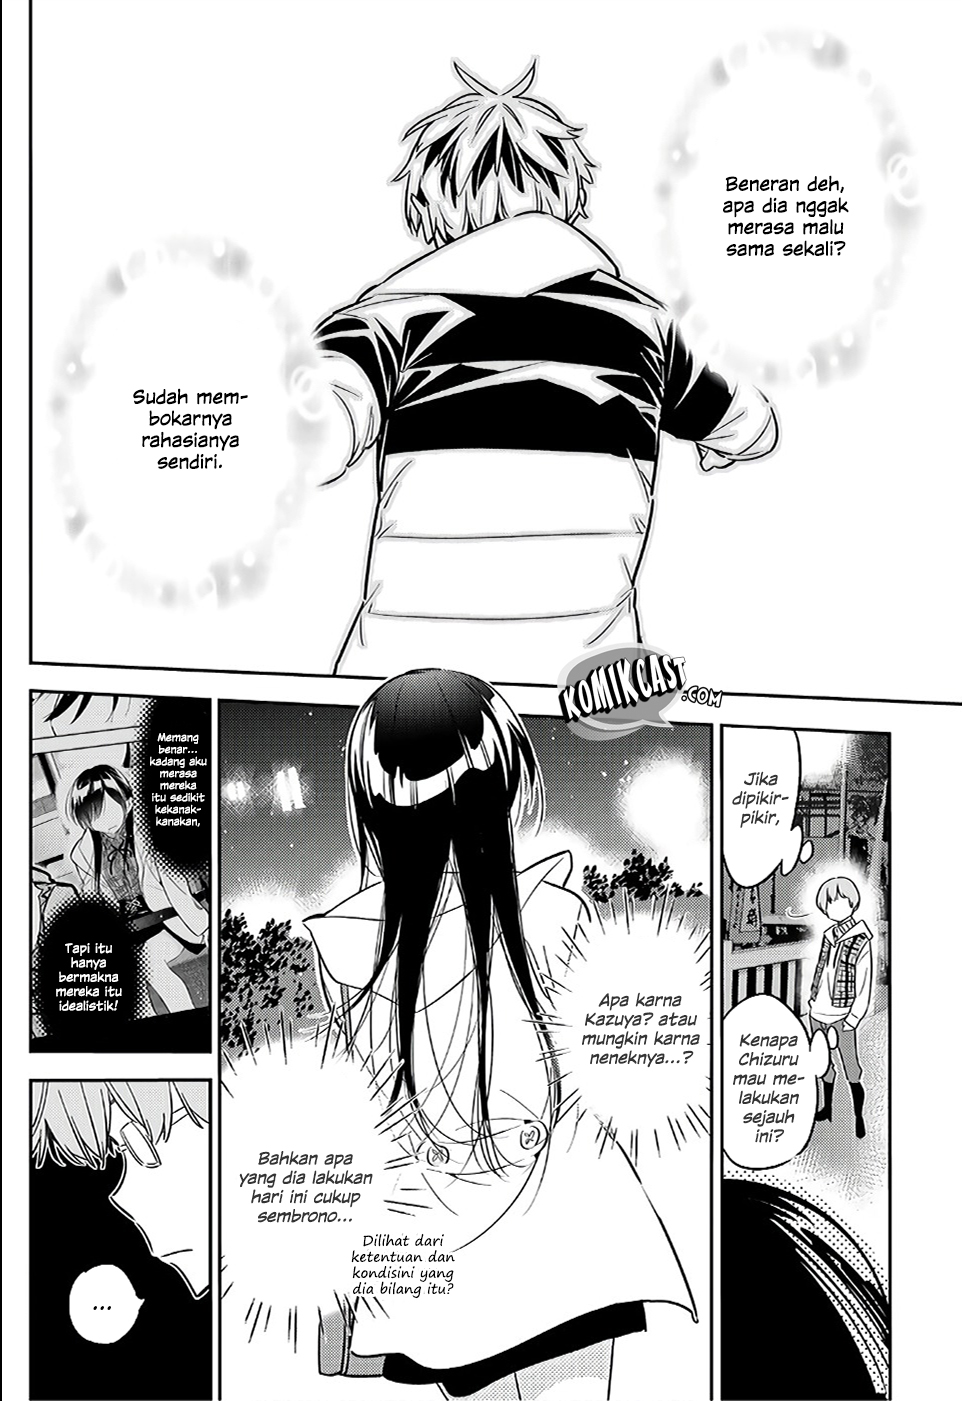 Beneran deh,
apa dia nggak
merasa malu
sama sekali?
Sudah mem-
bokarnya
rahasianya
sendiri.
KOMIKCAST
.COM
Jika
dipikir-
pikir,
Kenapa
Chizuru
mau me-
lakukan
sejauh
ini?
Apa karna
Kazuya? atau
mungkin karna
neneknya...?
Bahkan apa
yang dia lakukan
hari ini cukup
sembrono...
Dilihat dari
ketentuan dan
kondisini yang
dia bilang itu?
Memang
benar...
kadang aku
merasa
mereka
itu sedikit
kekanak-
kanakan,
Tapi itu
hanya
bermakna
mereka itu
idealistik!
...